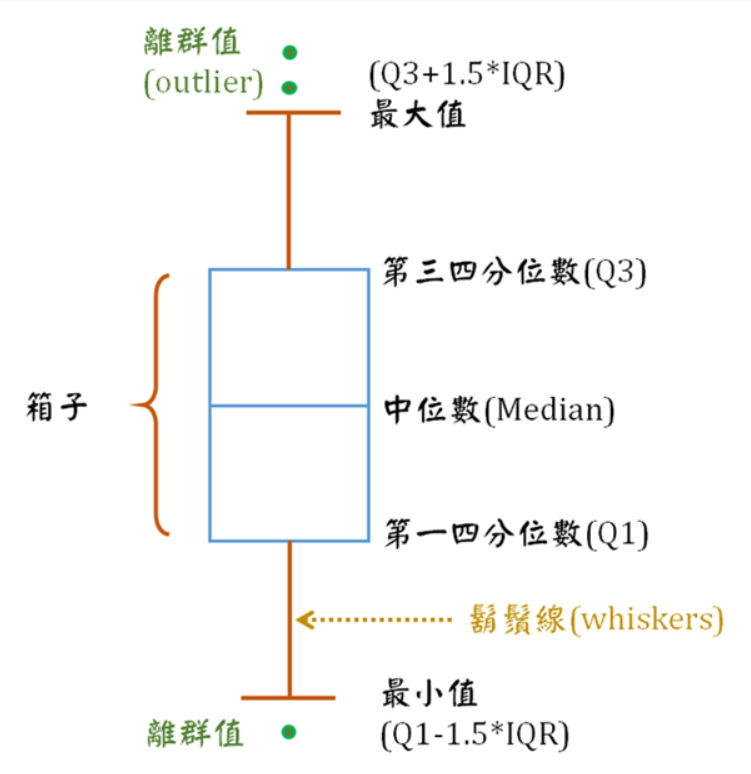 離群值
(outlier)
(Q3+1.5*IQR)
最大值
第三四分位數(Q3)
箱子
中位數(Median)
第一四分位數(Q1)
鬍鬚線(whiskers)
最小值
(Q1-1.5*IQR)
離群值